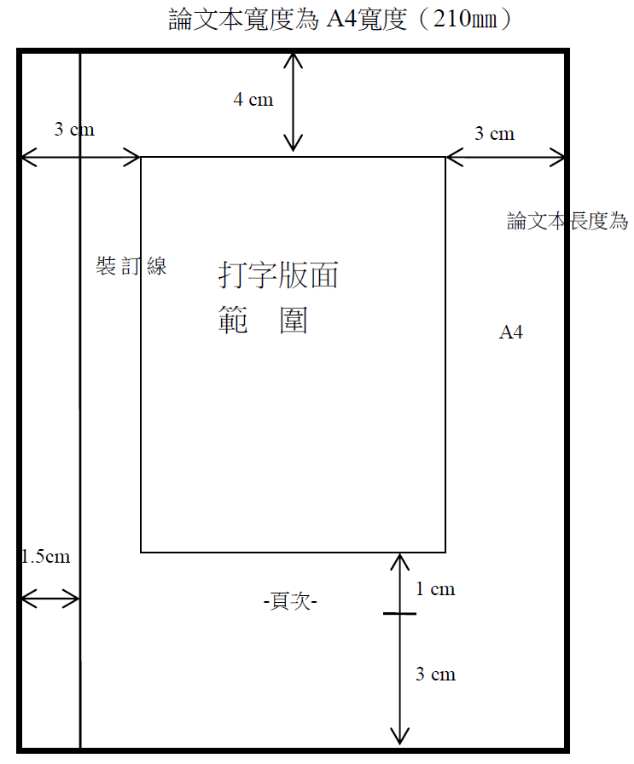 論文本寬度為 A4寬度（210㎜）
4 cm
3 cm
3 cm
論文本長度為
裝訂線
打字版面
範　圍
A4
1.5cm
1 cm
-頁次-
3 cm